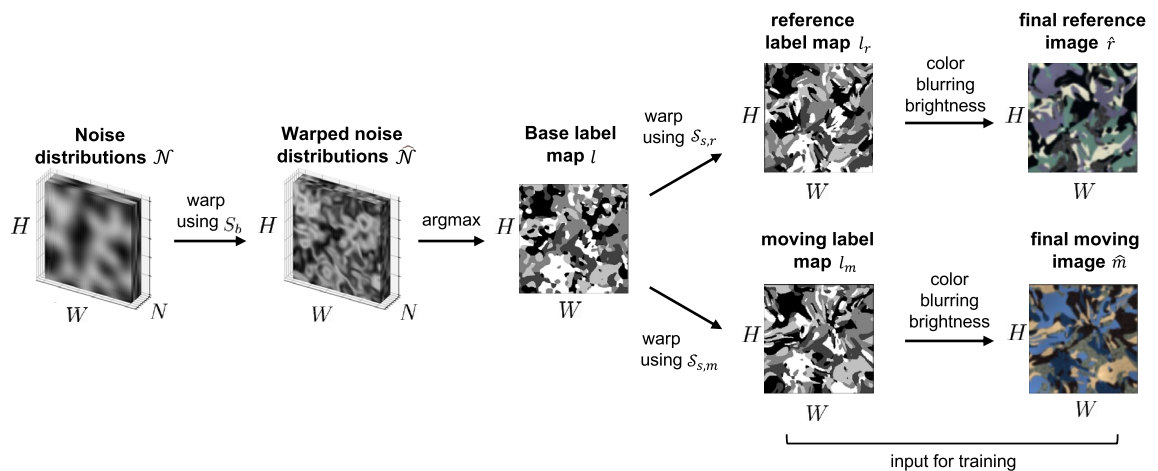 Noise
distributions 𝒩
H
W
N
warp
using S_b
Warped noise
distributions 𝒩̂
H
W
N
argmax
Base label
map l
H
W
warp
using 𝒮_{s,r}
reference
label map l_r
H
W
color
blurring
brightness
final reference
image r̂
H
W
warp
using 𝒮_{s,m}
moving label
map l_m
H
W
color
blurring
brightness
final moving
image m̂
H
W
input for training